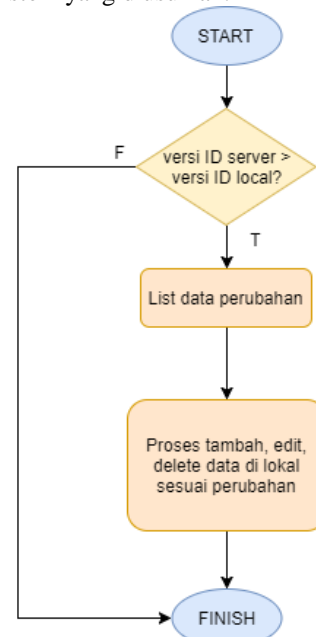 START
versi ID server >
versi ID local?
F
T
List data perubahan
Proses tambah, edit,
delete data di lokal
sesuai perubahan
FINISH